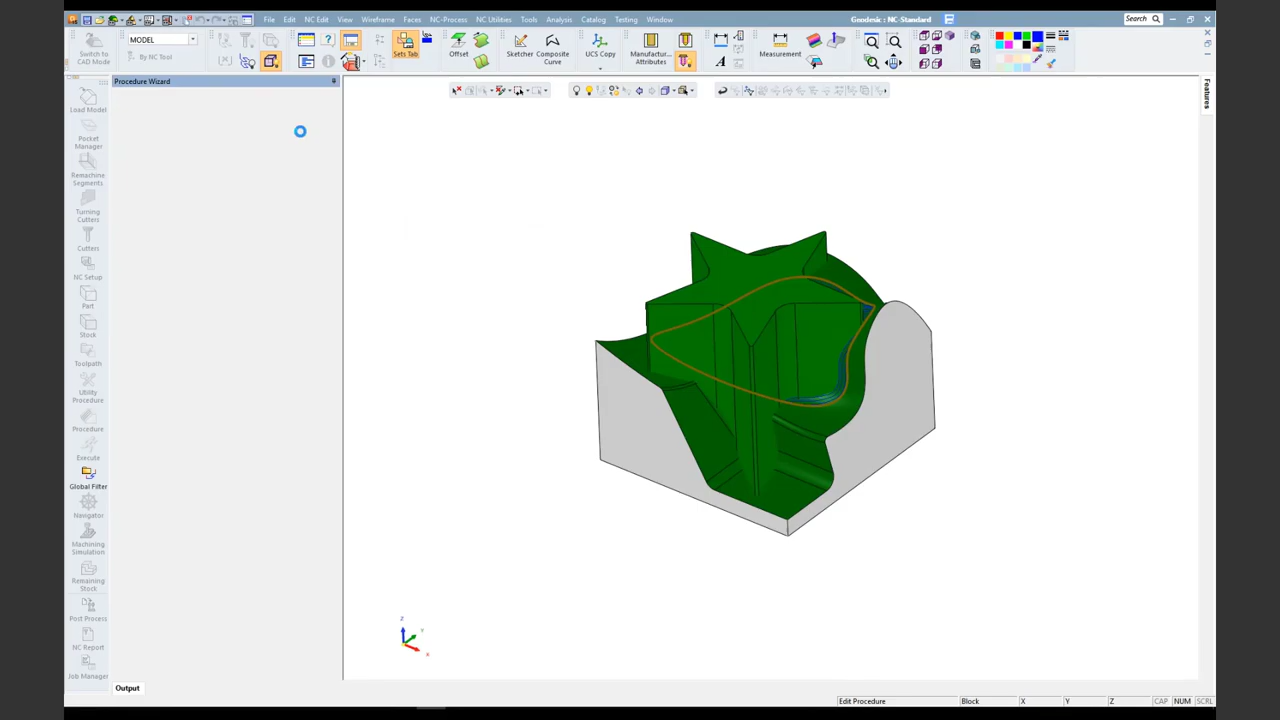 File Edit NC Edit View Wireframe Faces NC-Process NC Utilities Tools Analysis Catalog Testing Window
Geodesic : NC-Standard
Search
Switch to
CAD Mode
MODEL
By NC Tool
Sets Tab
Offset
Sketcher
Composite
Curve
UCS Copy
Manufactur..
Attributes
Measurement
Procedure Wizard
Features
Load Model
Pocket
Manager
Remachine
Segments
Turning
Cutters
Cutters
NC Setup
Part
Stock
Toolpath
Utility
Procedure
Procedure
Execute
Global Filter
Navigator
Machining
Simulation
Remaining
Stock
Post Process
NC Report
Job Manager
Z
Y
X
Output
Edit Procedure Block X Y Z CAP NUM SCRL